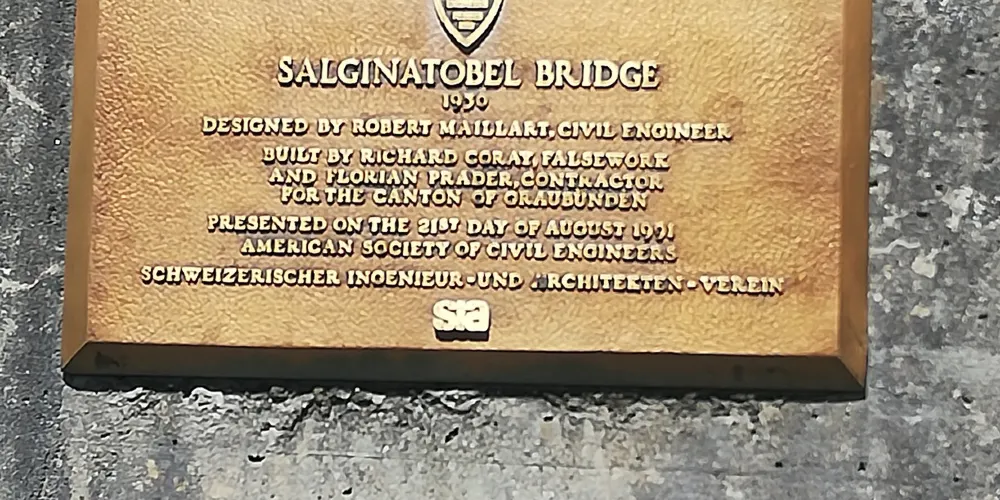 SALGINATOBEL BRIDGE
1930
DESIGNED BY ROBERT MAILLART, CIVIL ENGINEER
BUILT BY RICHARD CORAY, FALSEWORK
AND FLORIAN PRADER, CONTRACTOR
FOR THE CANTON OF GRAUBÜNDEN
PRESENTED ON THE 21ST DAY OF AUGUST 1991
AMERICAN SOCIETY OF CIVIL ENGINEERS
SCHWEIZERISCHER INGENIEUR-UND ARCHITEKTEN-VEREIN
sia